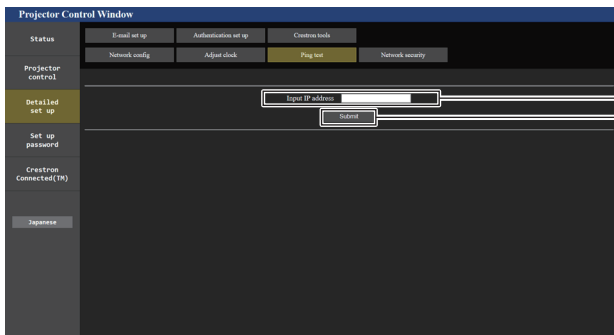 Projector Control Window
Status
Projector
control
Detailed
set up
Set up
password
Crestron
Connected(TM)
Japanese
E-mail set up
Authentication set up
Crestron tools
Network config
Adjust clock
Ping test
Network security
Input IP address
Submit